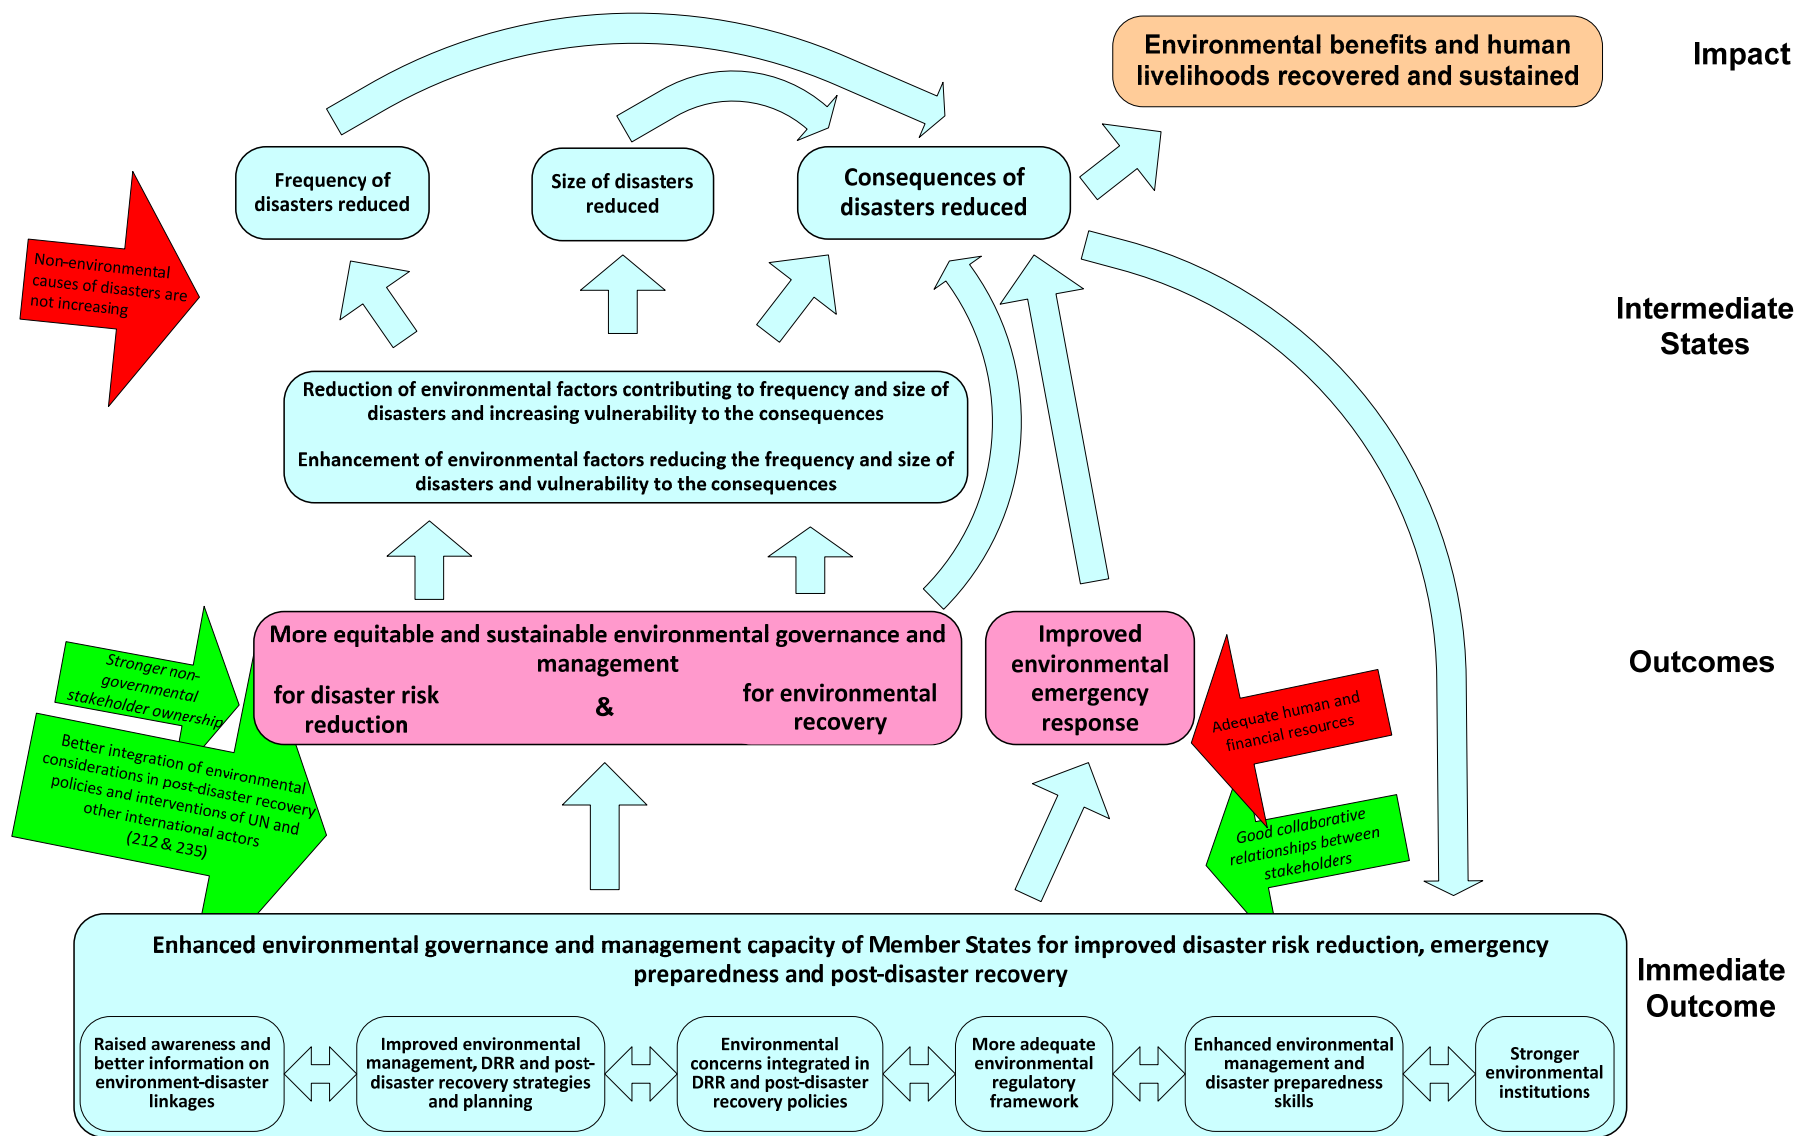 Environmental benefits and human
livelihoods recovered and sustained
Impact
Frequency of
disasters reduced
Size of disasters
reduced
Consequences of
disasters reduced
Non-environmental
causes of disasters are
not increasing
Intermediate
States
Reduction of environmental factors contributing to frequency and size of
disasters and increasing vulnerability to the consequences
Enhancement of environmental factors reducing the frequency and size of
disasters and vulnerability to the consequences
Stronger non-
governmental
stakeholder ownership
More equitable and sustainable environmental governance and
management
for disaster risk
reduction
&
for environmental
recovery
Improved
environmental
emergency
response
Outcomes
Adequate human and
financial resources
Better integration of environmental
considerations in post-disaster recovery
policies and interventions of UN and
other international actors
(212 & 235)
Good collaborative
relationships between
stakeholders
Enhanced environmental governance and management capacity of Member States for improved disaster risk reduction, emergency
preparedness and post-disaster recovery
Immediate
Outcome
Raised awareness and
better information on
environment-disaster
linkages
Improved environmental
management, DRR and post-
disaster recovery strategies
and planning
Environmental
concerns integrated in
DRR and post-disaster
recovery policies
More adequate
environmental
regulatory
framework
Enhanced environmental
management and
disaster preparedness
skills
Stronger
environmental
institutions